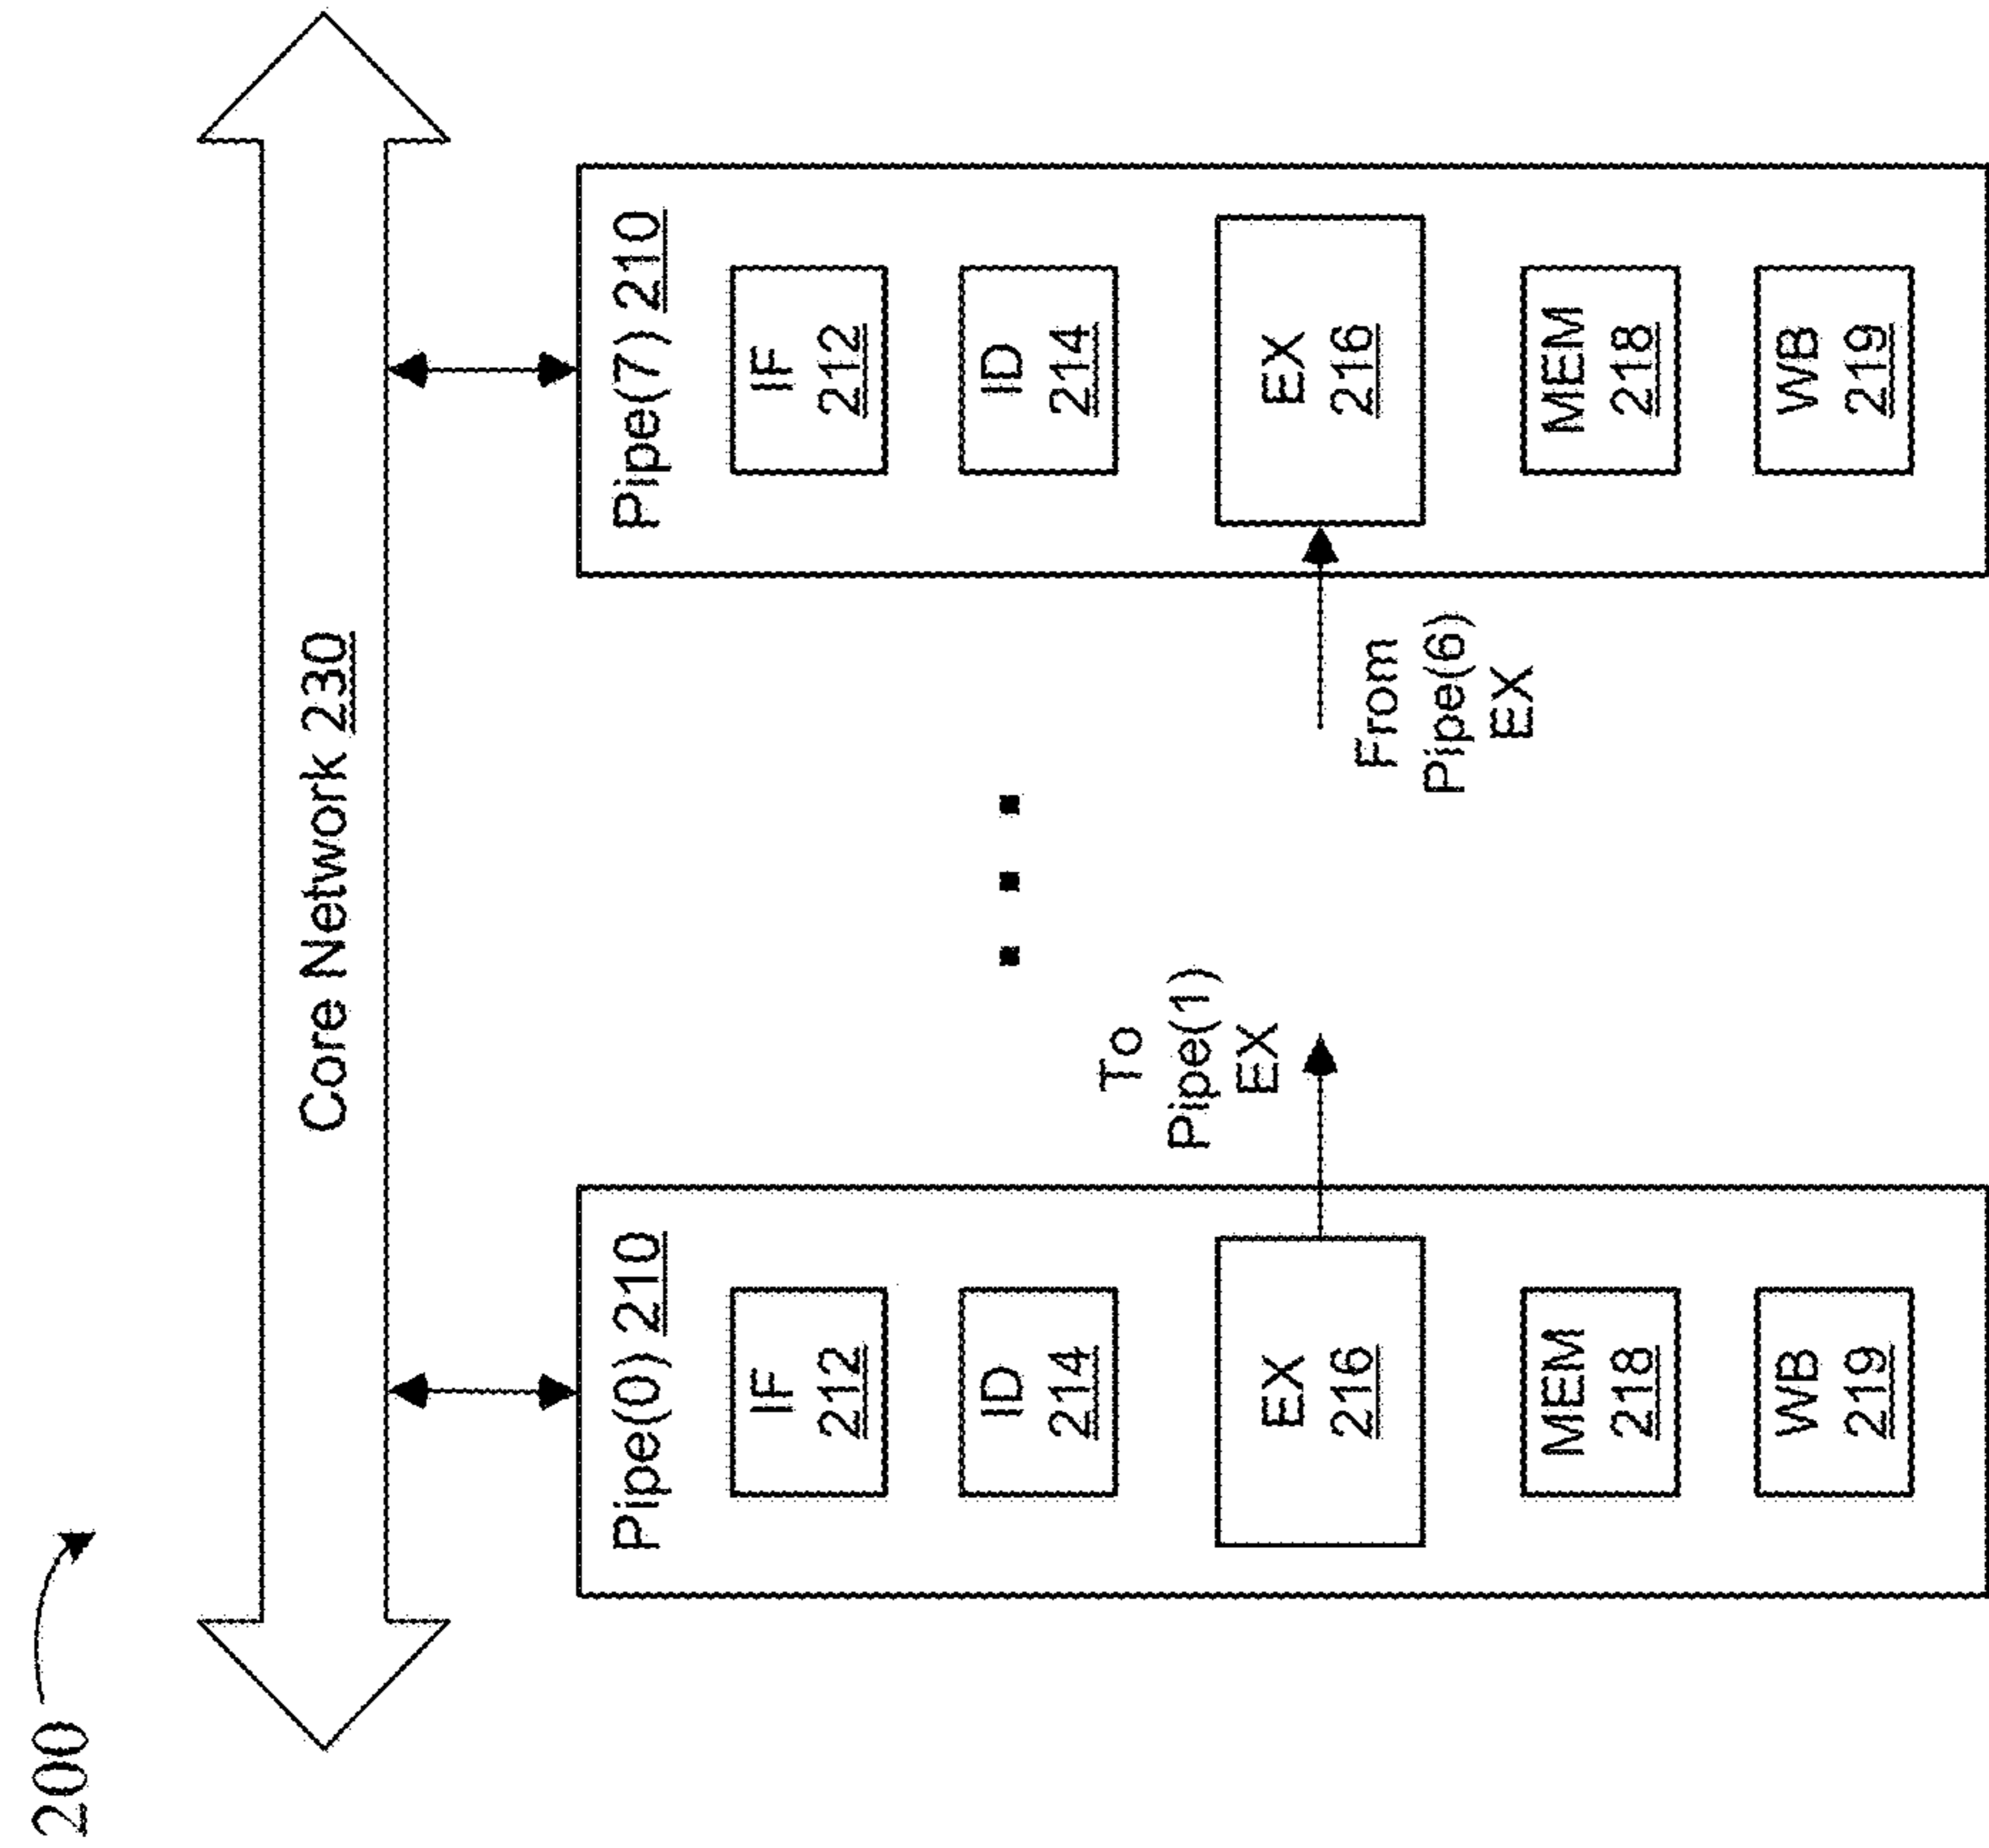 200
Core Network 230
Pipe(0) 210
IF
212
ID
214
EX
216
MEM
218
WB
219
To
Pipe(1)
EX
From
Pipe(6)
EX
Pipe(7) 210
IF
212
ID
214
EX
216
MEM
218
WB
219